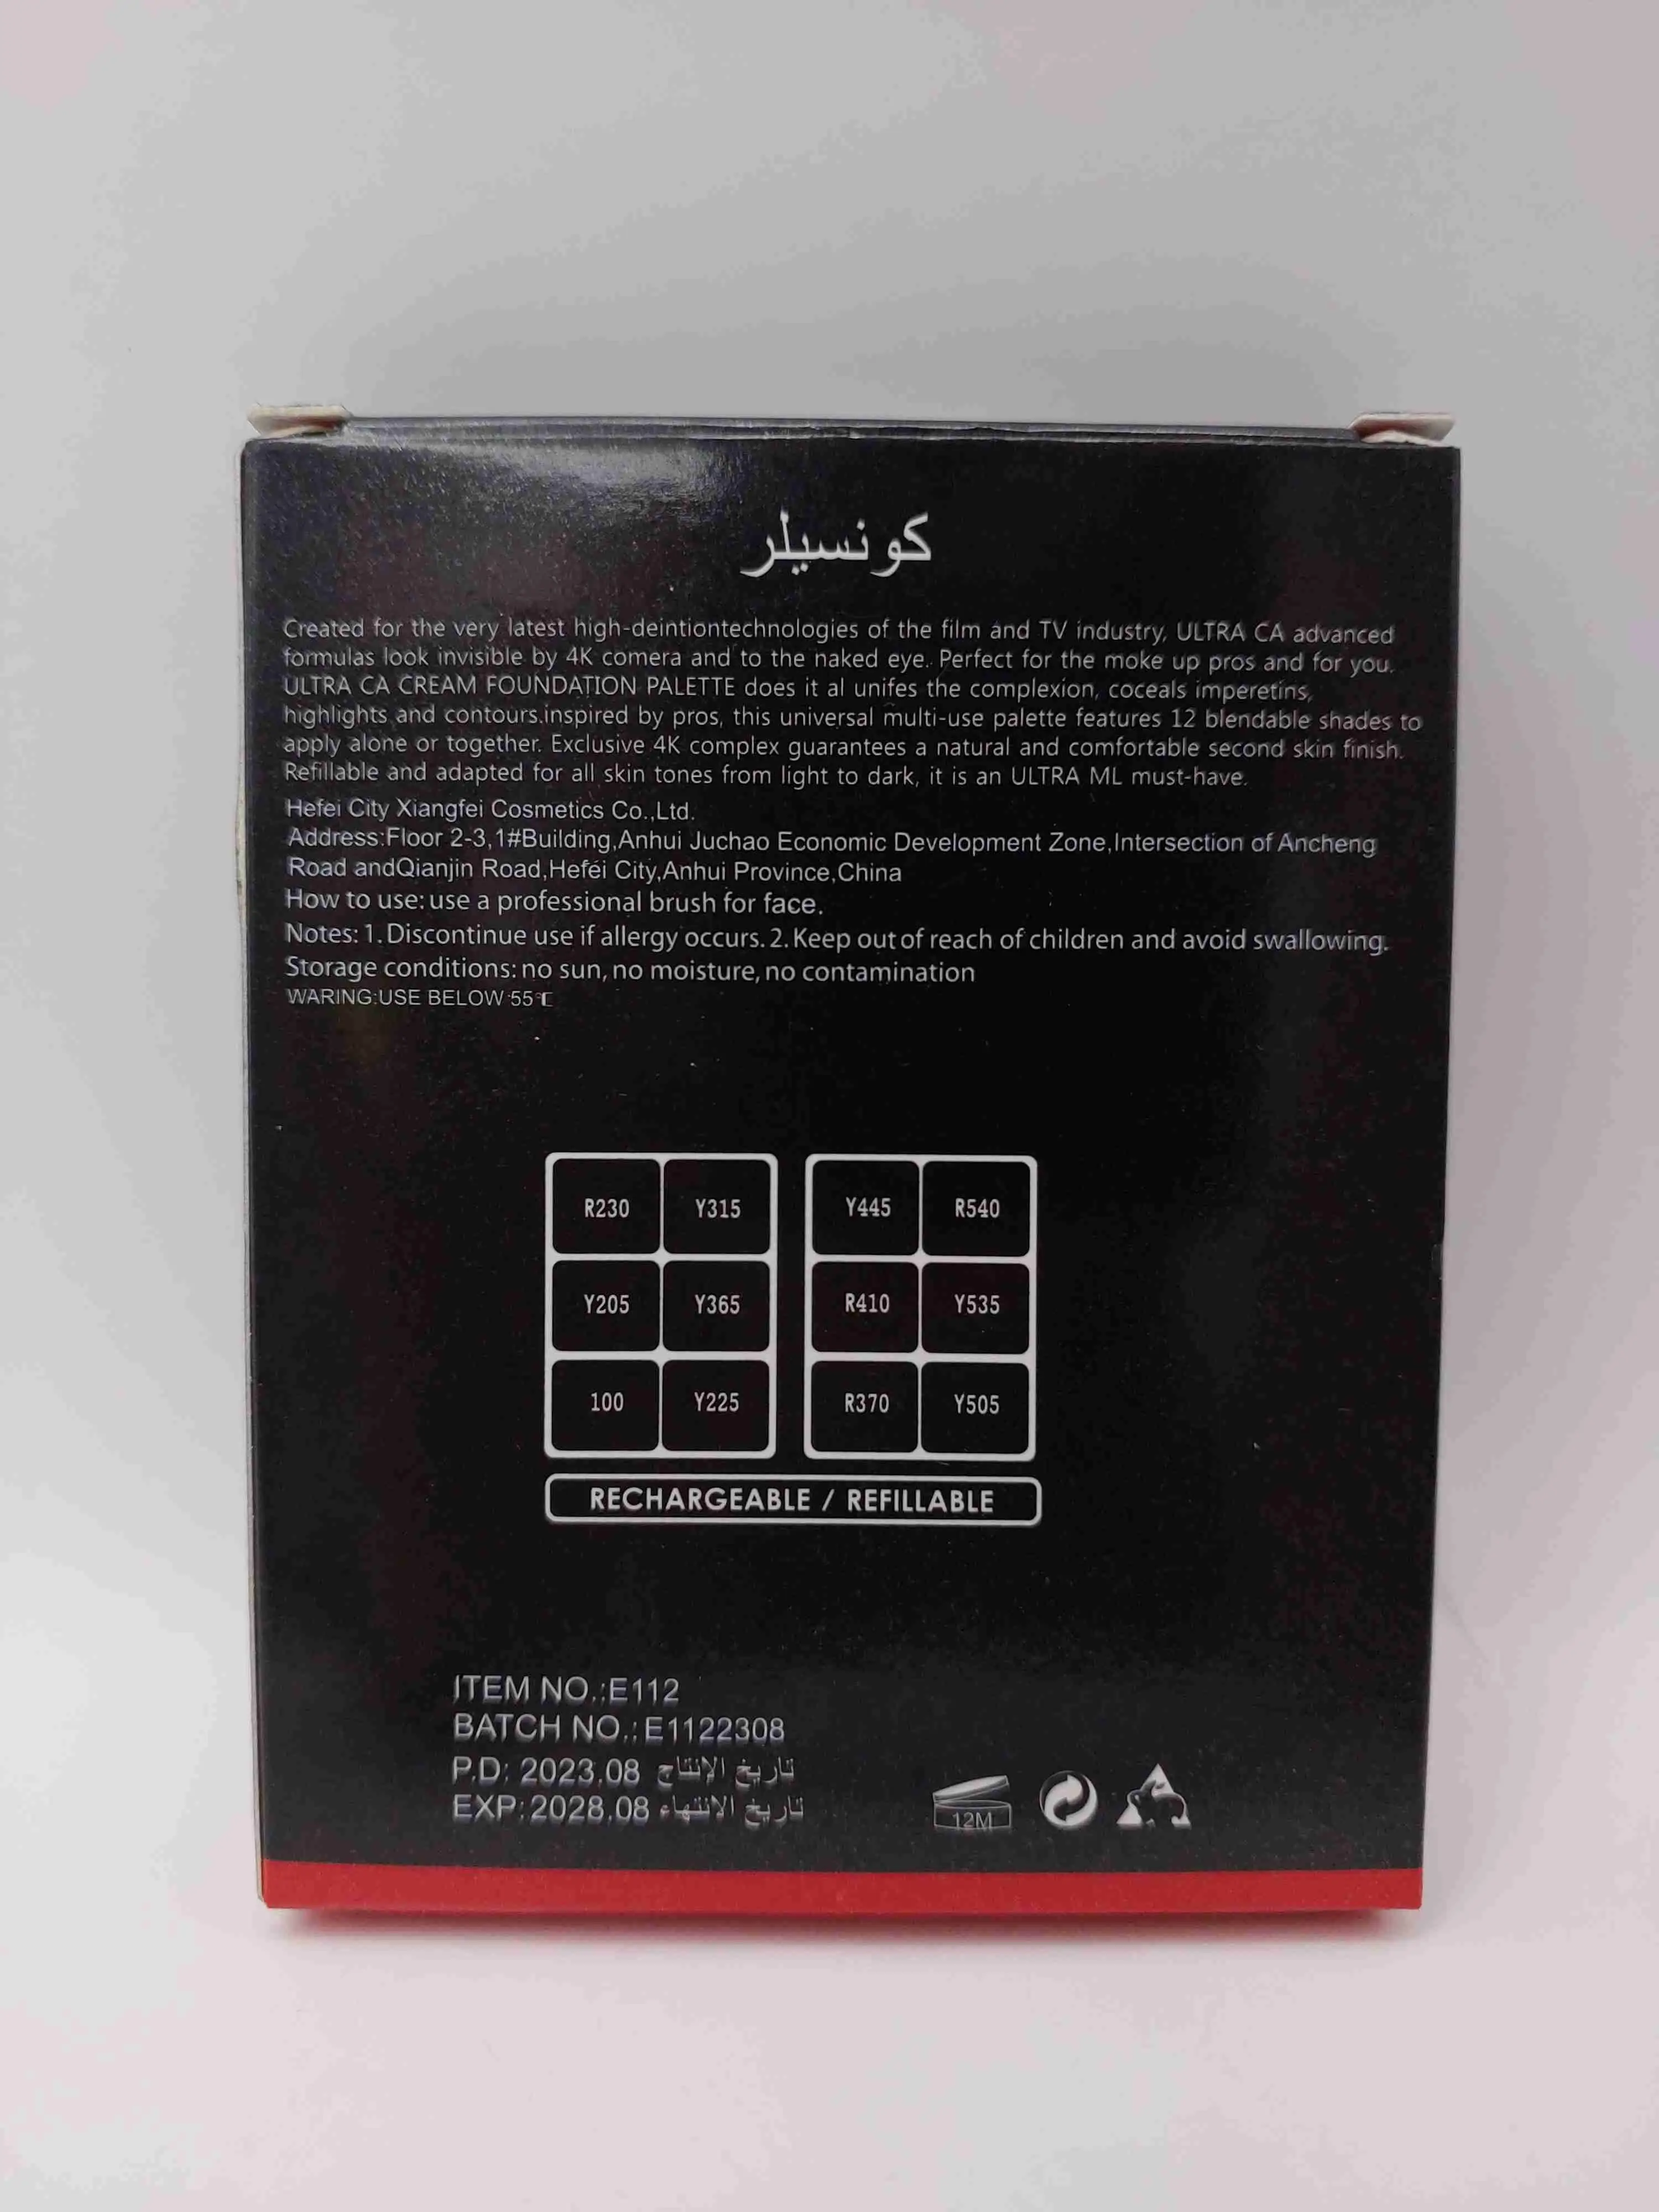 كونسيلر
Created for the very latest high-deintiontechnologies of the film and TV industry, ULTRA CA advanced
formulas look invisible by 4K comera and to the naked eye. Perfect for the moke up pros and for you.
ULTRA CA CREAM FOUNDATION PALETTE does it al unifes the complexion, coceals imperetins,
highlights and contours.inspired by pros, this universal multi-use palette features 12 blendable shades to
apply alone or together. Exclusive 4K complex guarantees a natural and comfortable second skin finish.
Refillable and adapted for all skin tones from light to dark, it is an ULTRA ML must-have.
Hefei City Xiangfei Cosmetics Co.,Ltd.
Address:Floor 2-3,1#Building,Anhui Juchao Economic Development Zone,Intersection of Ancheng
Road andQianjin Road,Hefei City,Anhui Province,China
How to use: use a professional brush for face.
Notes: 1. Discontinue use if allergy occurs. 2. Keep out of reach of children and avoid swallowing.
Storage conditions: no sun, no moisture, no contamination
WARING:USE BELOW 55℃
R230 Y315 Y445 R540
Y205 Y365 R410 Y535
100 Y225 R370 Y505
RECHARGEABLE / REFILLABLE
ITEM NO.:E112
BATCH NO.:E1122308
P.D: 2023.08 تاريخ الإنتاج
EXP:2028.08 تاريخ الانتهاء
12M